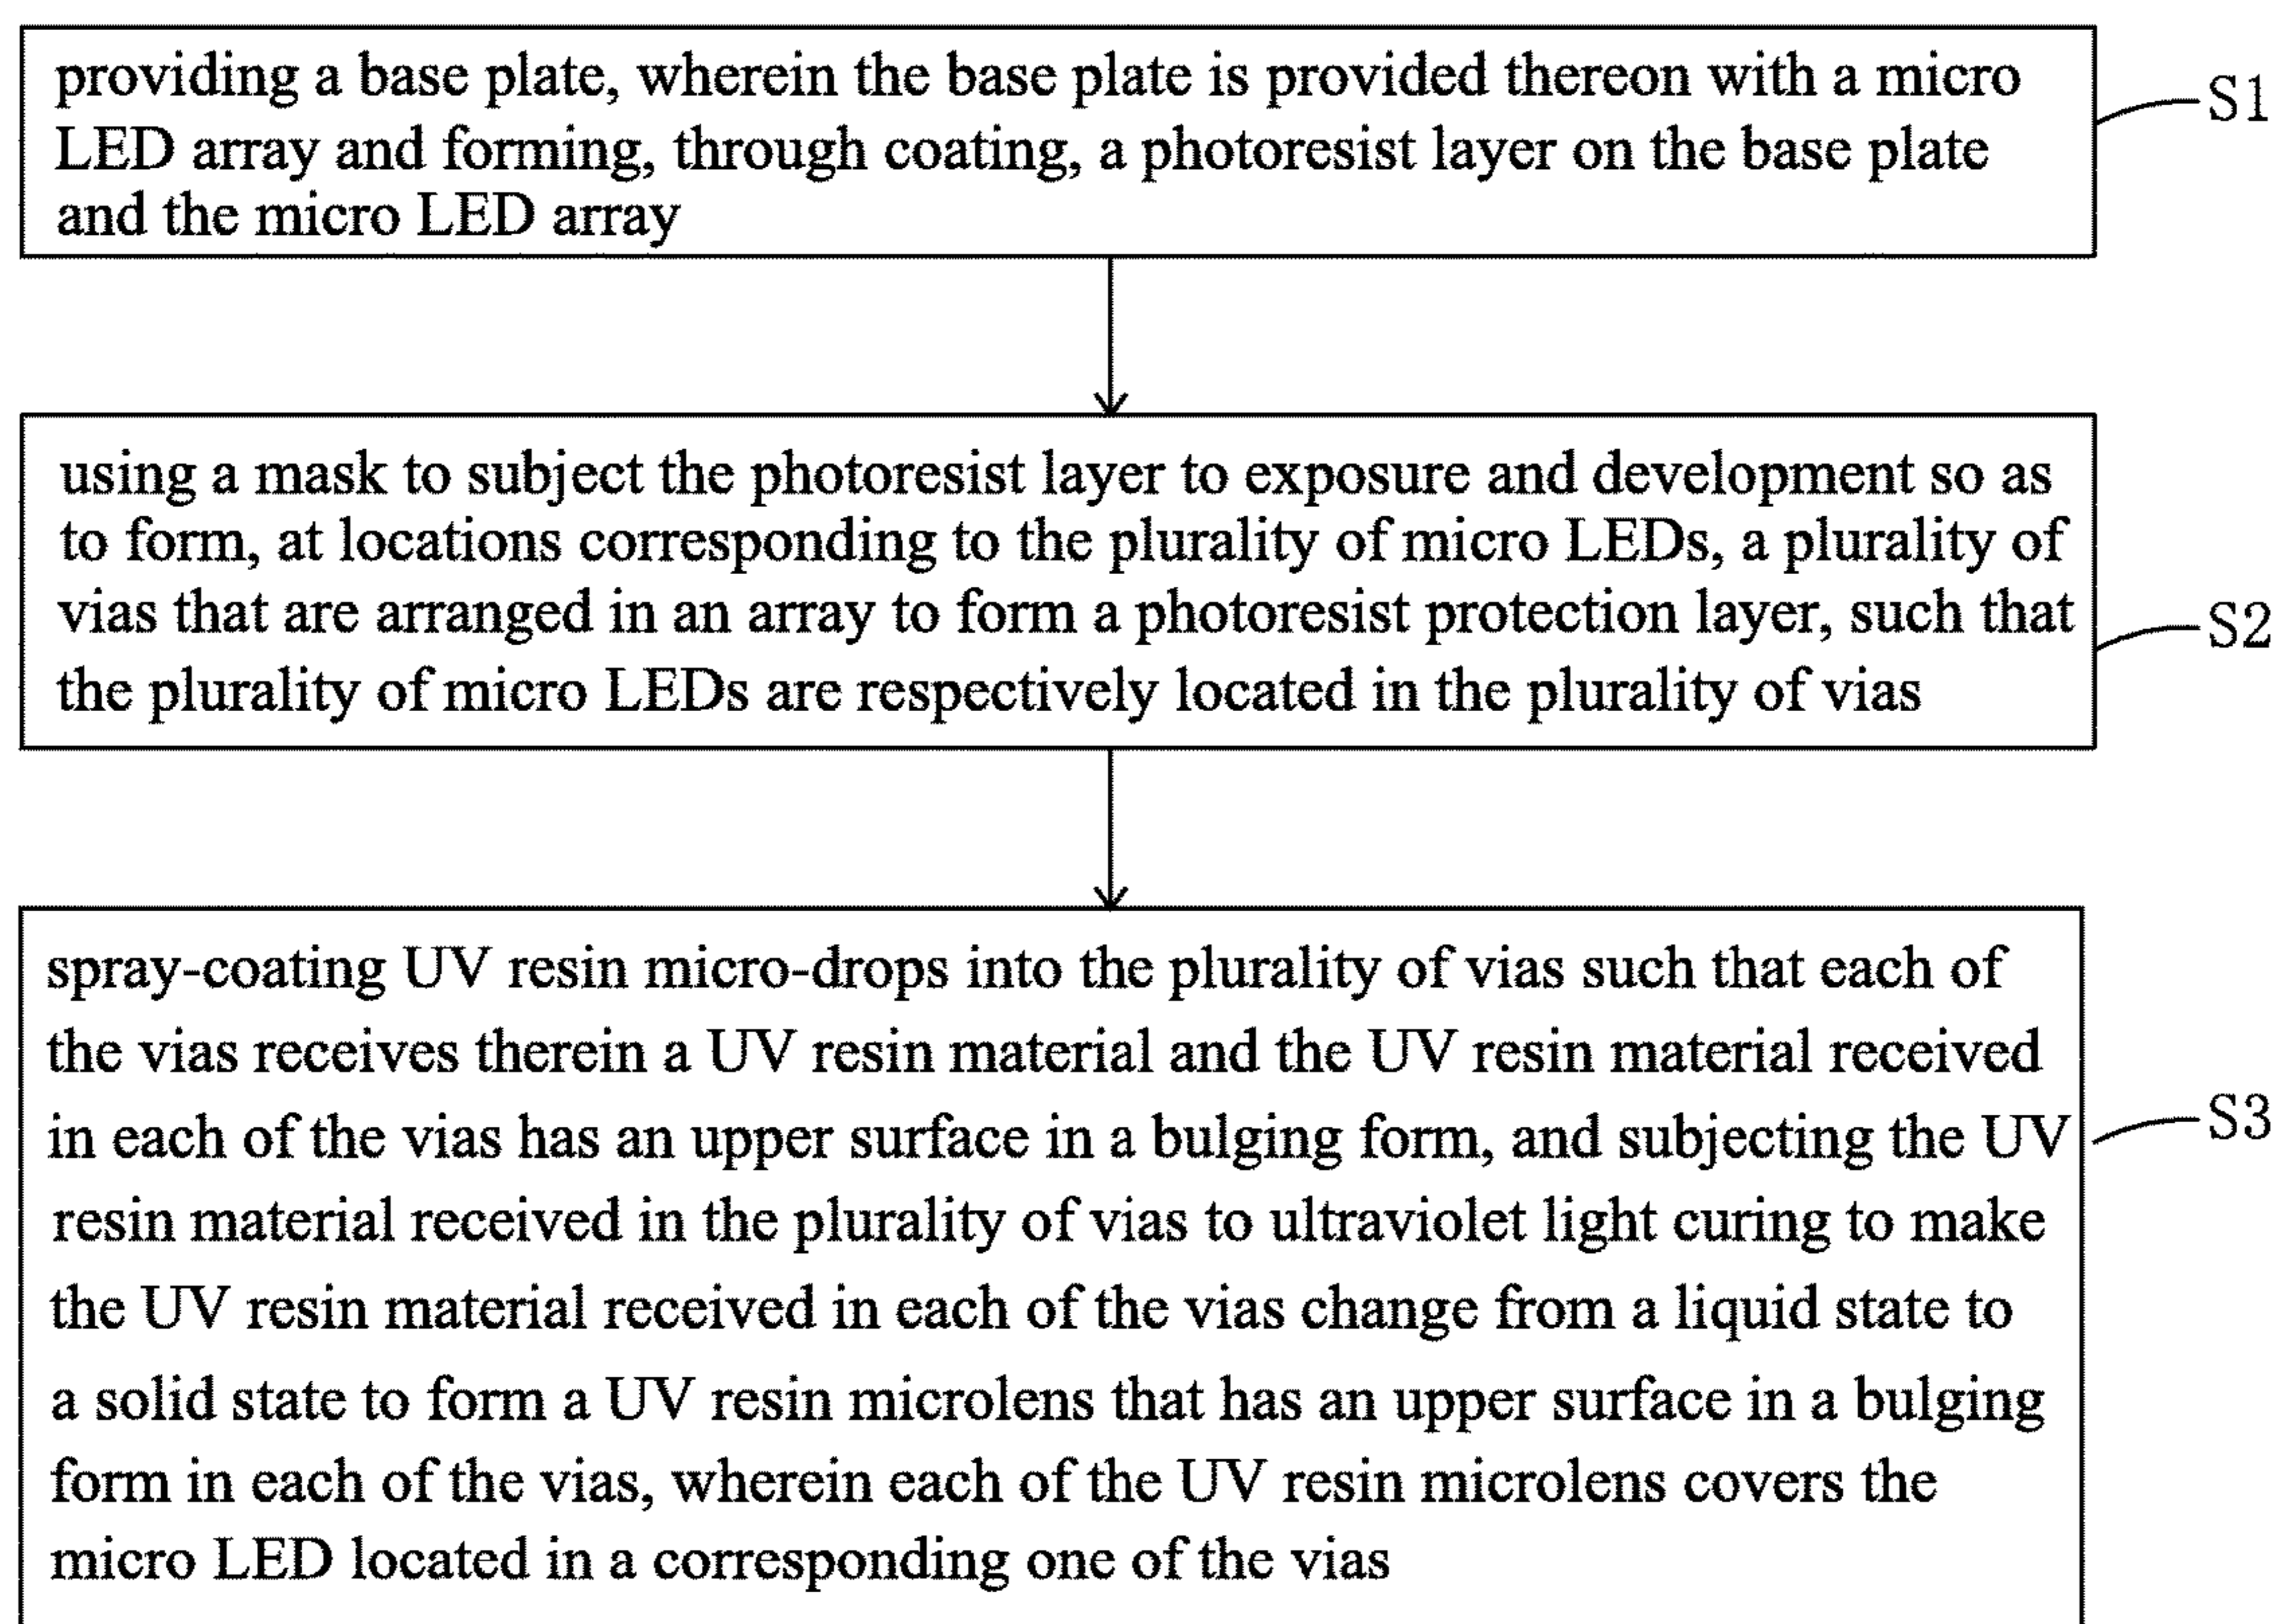 providing a base plate, wherein the base plate is provided thereon with a micro
LED array and forming, through coating, a photoresist layer on the base plate
and the micro LED array
S1
using a mask to subject the photoresist layer to exposure and development so as
to form, at locations corresponding to the plurality of micro LEDs, a plurality of
vias that are arranged in an array to form a photoresist protection layer, such that
the plurality of micro LEDs are respectively located in the plurality of vias
S2
spray-coating UV resin micro-drops into the plurality of vias such that each of
the vias receives therein a UV resin material and the UV resin material received
in each of the vias has an upper surface in a bulging form, and subjecting the UV
resin material received in the plurality of vias to ultraviolet light curing to make
the UV resin material received in each of the vias change from a liquid state to
a solid state to form a UV resin microlens that has an upper surface in a bulging
form in each of the vias, wherein each of the UV resin microlens covers the
micro LED located in a corresponding one of the vias
S3